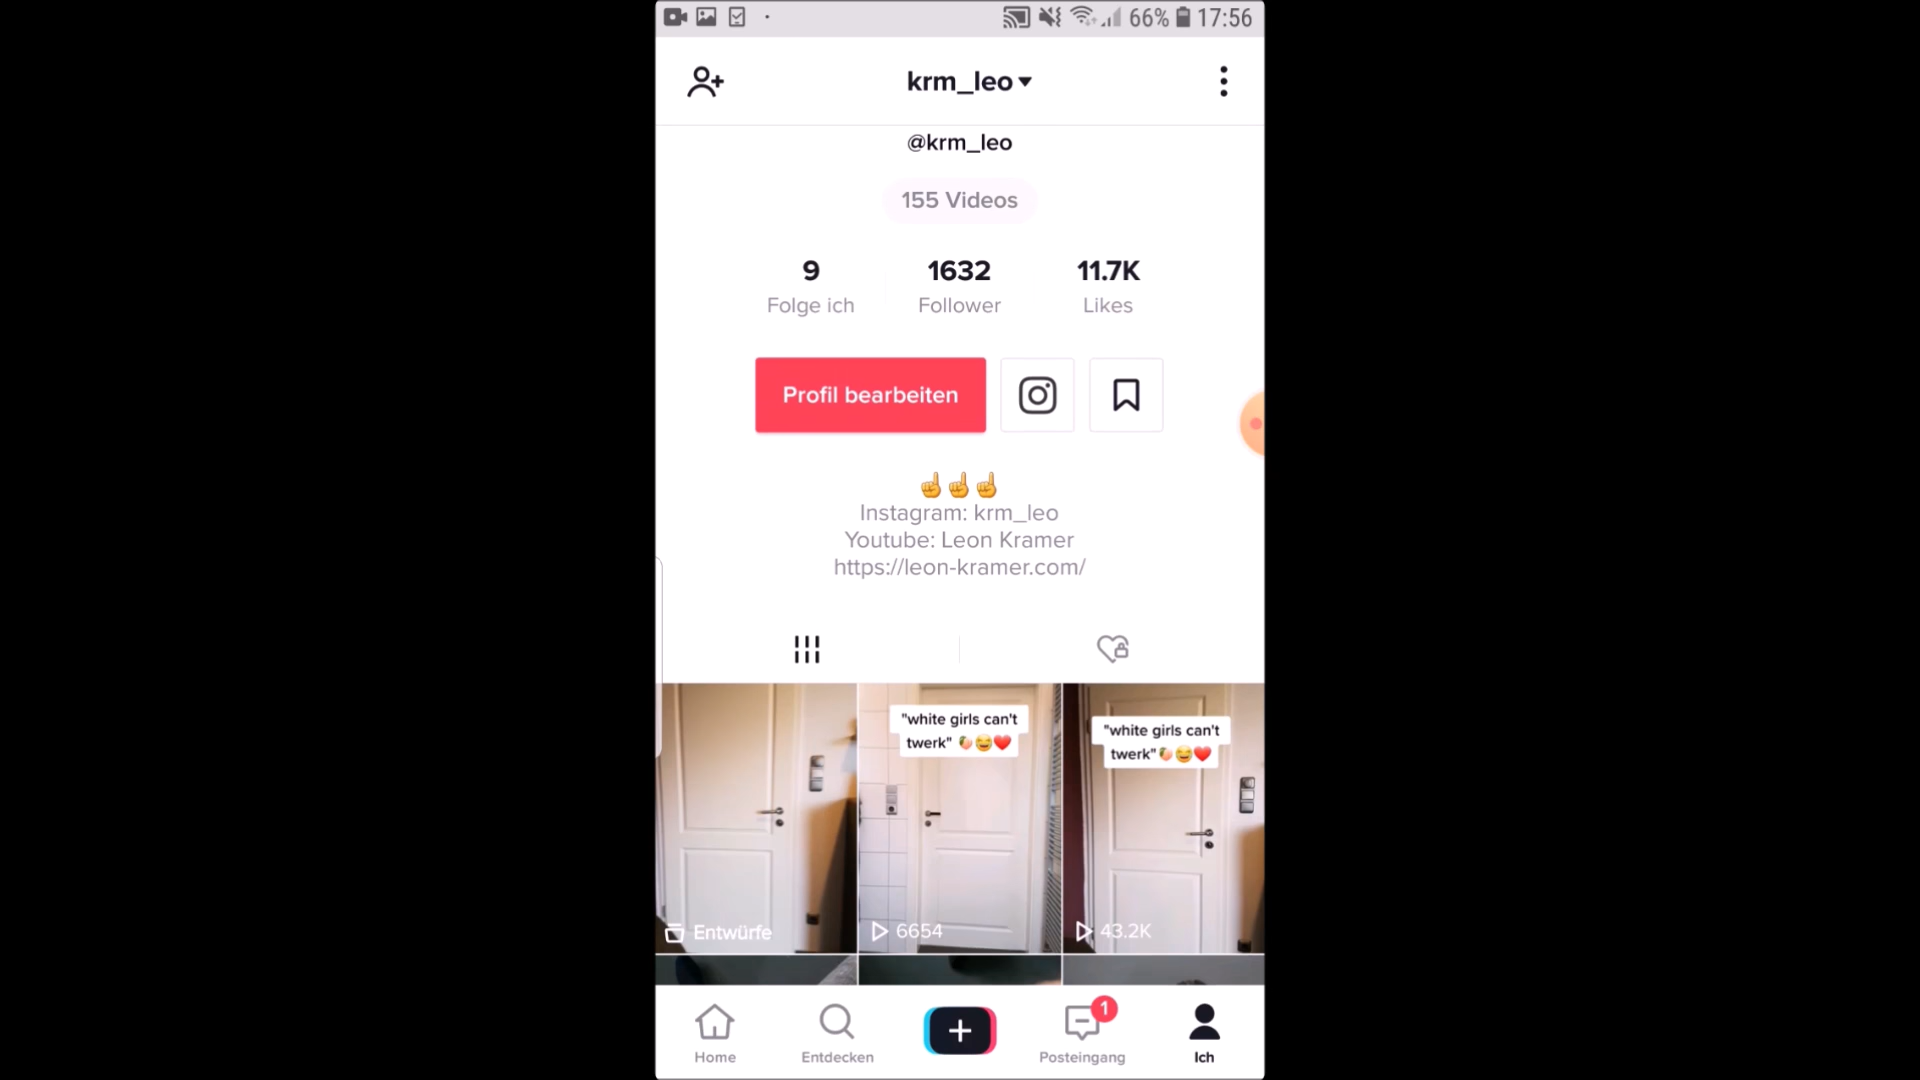 66% 17:56
krm_leo
@krm_leo
155 Videos
9 1632 11.7K
Folge ich Follower Likes
Profil bearbeiten
☝☝☝
Instagram: krm_leo
Youtube: Leon Kramer
https://leon-kramer.com/
"white girls can't
twerk" 🍑😂❤️
"white girls can't
twerk"🍑😂❤️
Entwürfe 6654 43.2K
1
Home Entdecken Posteingang Ich